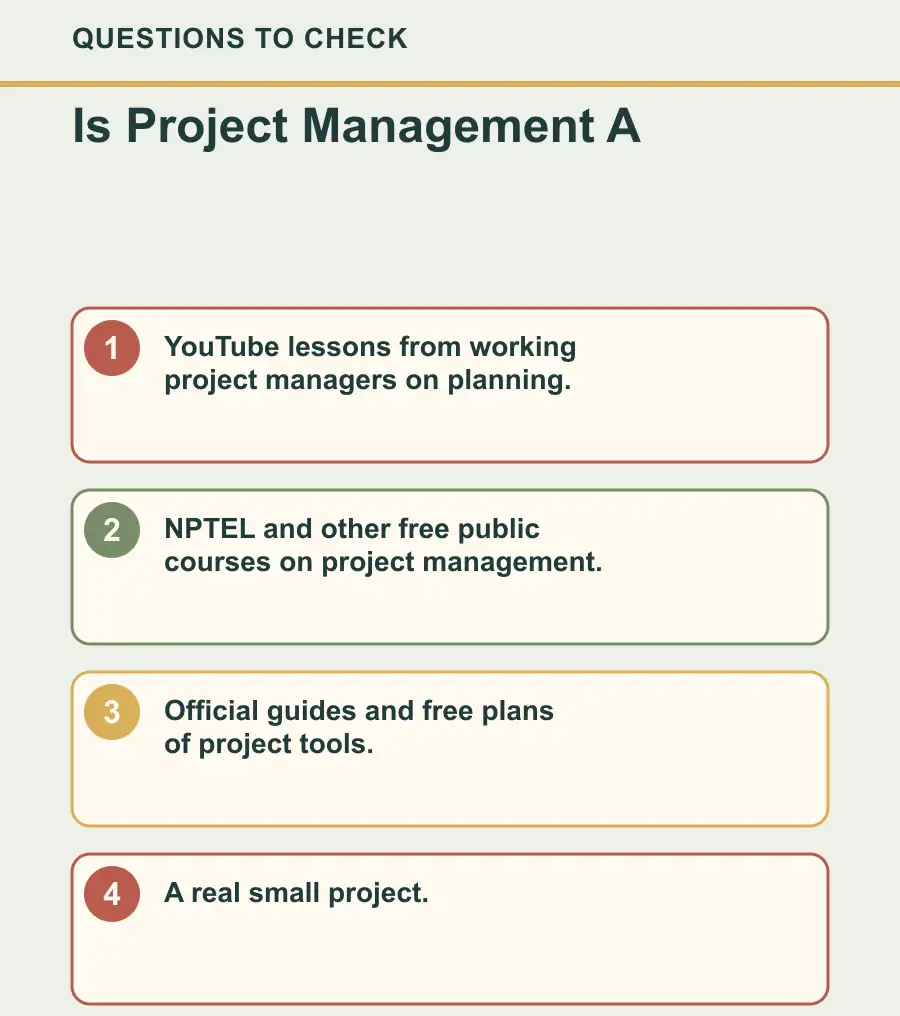 QUESTIONS TO CHECK
Is Project Management A
1
YouTube lessons from working
project managers on planning.
2
NPTEL and other free public
courses on project management.
3
Official guides and free plans
of project tools.
4
A real small project.